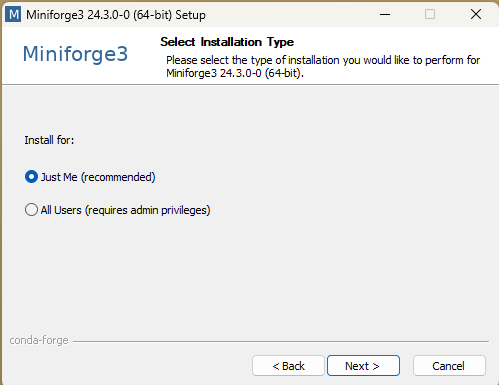 M Miniforge3 24.3.0-0 (64-bit) Setup
Miniforge3
Select Installation Type
Please select the type of installation you would like to perform for
Miniforge3 24.3.0-0 (64-bit).
Install for:
Just Me (recommended)
All Users (requires admin privileges)
conda-forge
< Back
Next >
Cancel